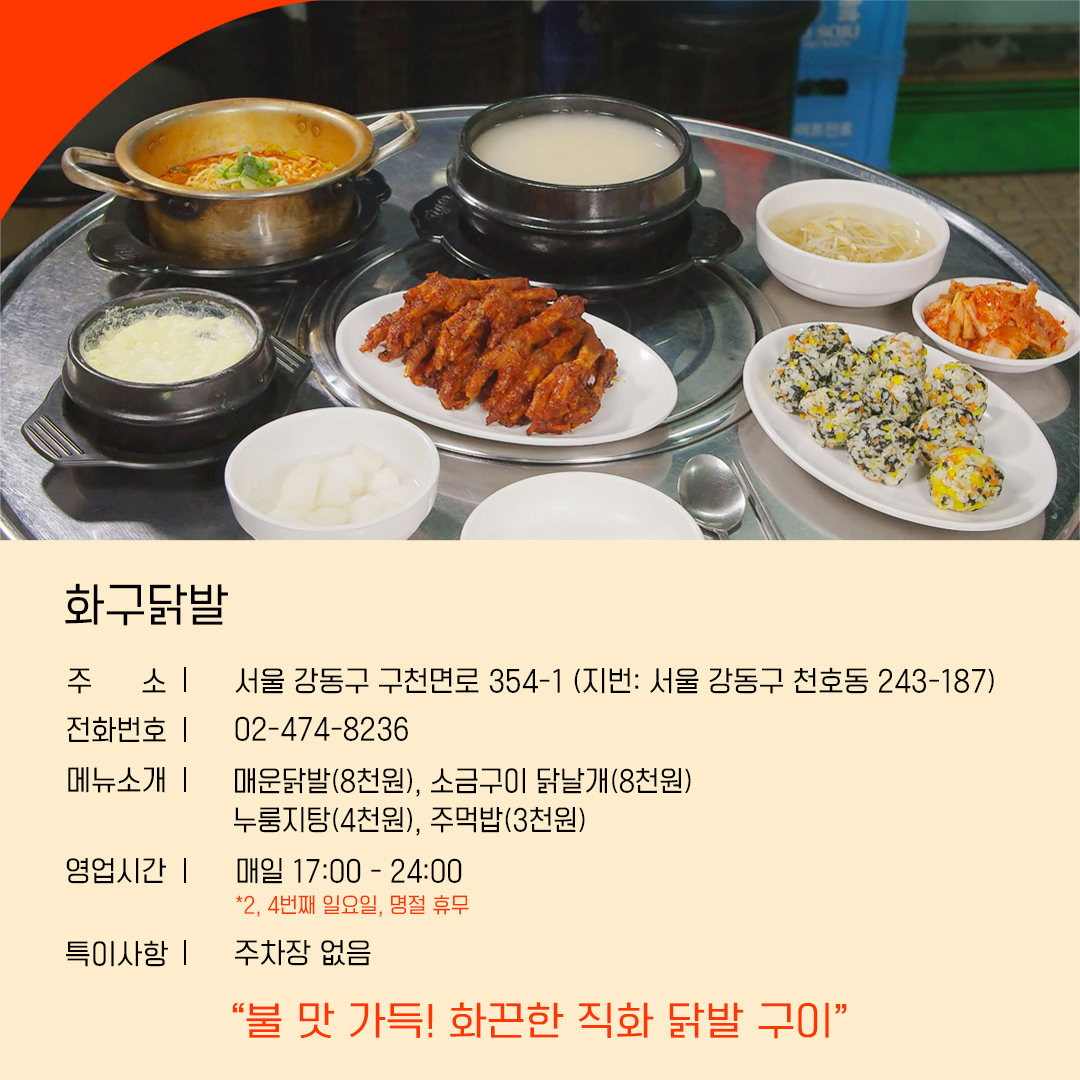 화구닭발
주 소 | 서울 강동구 구천면로 354-1 (지번: 서울 강동구 천호동 243-187)
전화번호 | 02-474-8236
메뉴소개 | 매운닭발(8천원), 소금구이 닭날개(8천원)
누룽지탕(4천원), 주먹밥(3천원)
영업시간 | 매일 17:00 - 24:00
*2, 4번째 일요일, 명절 휴무
특이사항 | 주차장 없음
“불 맛 가득! 화끈한 직화 닭발 구이”